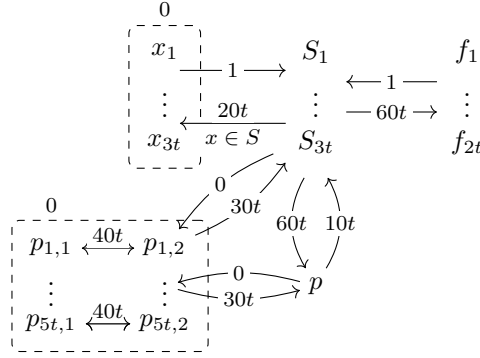 0
x_1 S_1 f_1
1 1
⋮ 20t ⋮ 60t ⋮
x_{3t} x ∈ S S_{3t} f_{2t}
0
30t
0 60t 10t
p_{1,1} 40t p_{1,2}
0
⋮ ⋮ p
30t
p_{5t,1} 40t p_{5t,2}